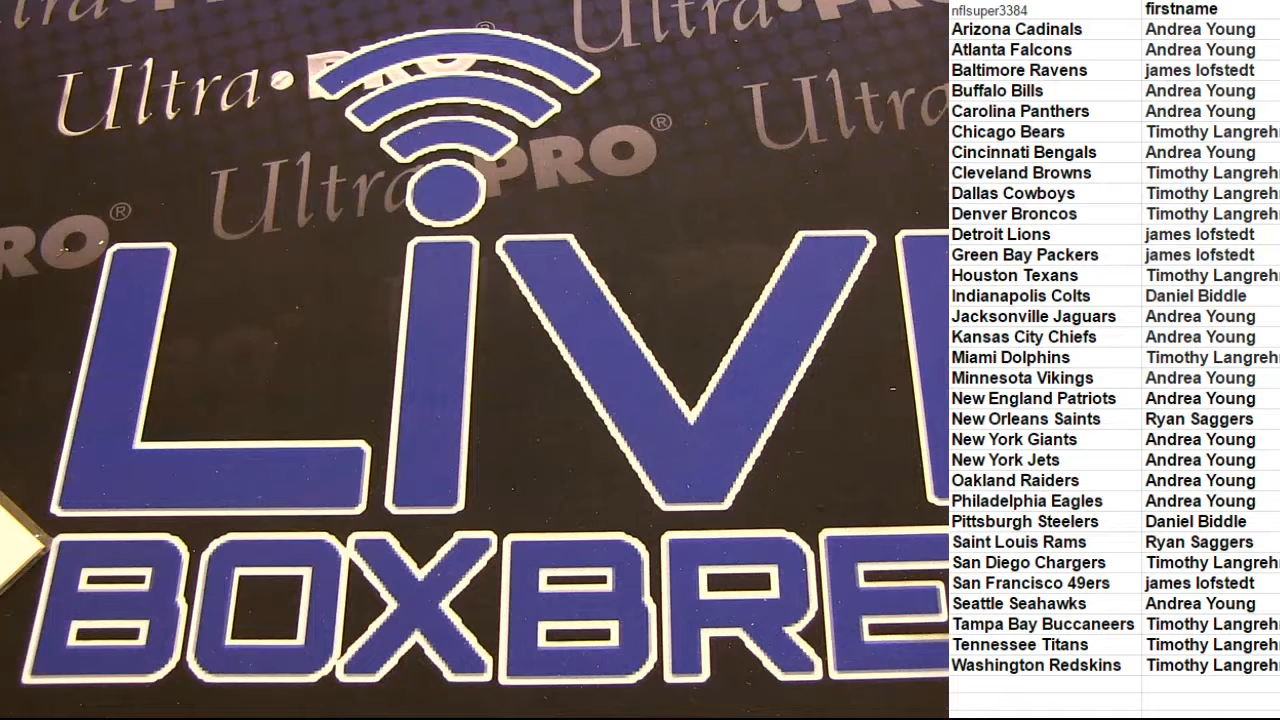 Ultra•PRO
Ultra•PRO®
Ultra•PRO®
Ultra
RO®
LIV
BOXBRE
nflsuper3384 firstname
Arizona Cadinals Andrea Young
Atlanta Falcons Andrea Young
Baltimore Ravens james lofstedt
Buffalo Bills Andrea Young
Carolina Panthers Andrea Young
Chicago Bears Timothy Langreh
Cincinnati Bengals Andrea Young
Cleveland Browns Timothy Langreh
Dallas Cowboys Timothy Langreh
Denver Broncos Timothy Langreh
Detroit Lions james lofstedt
Green Bay Packers james lofstedt
Houston Texans Timothy Langreh
Indianapolis Colts Daniel Biddle
Jacksonville Jaguars Andrea Young
Kansas City Chiefs Andrea Young
Miami Dolphins Timothy Langreh
Minnesota Vikings Andrea Young
New England Patriots Andrea Young
New Orleans Saints Ryan Saggers
New York Giants Andrea Young
New York Jets Andrea Young
Oakland Raiders Andrea Young
Philadelphia Eagles Andrea Young
Pittsburgh Steelers Daniel Biddle
Saint Louis Rams Ryan Saggers
San Diego Chargers Timothy Langreh
San Francisco 49ers james lofstedt
Seattle Seahawks Andrea Young
Tampa Bay Buccaneers Timothy Langreh
Tennessee Titans Timothy Langreh
Washington Redskins Timothy Langreh